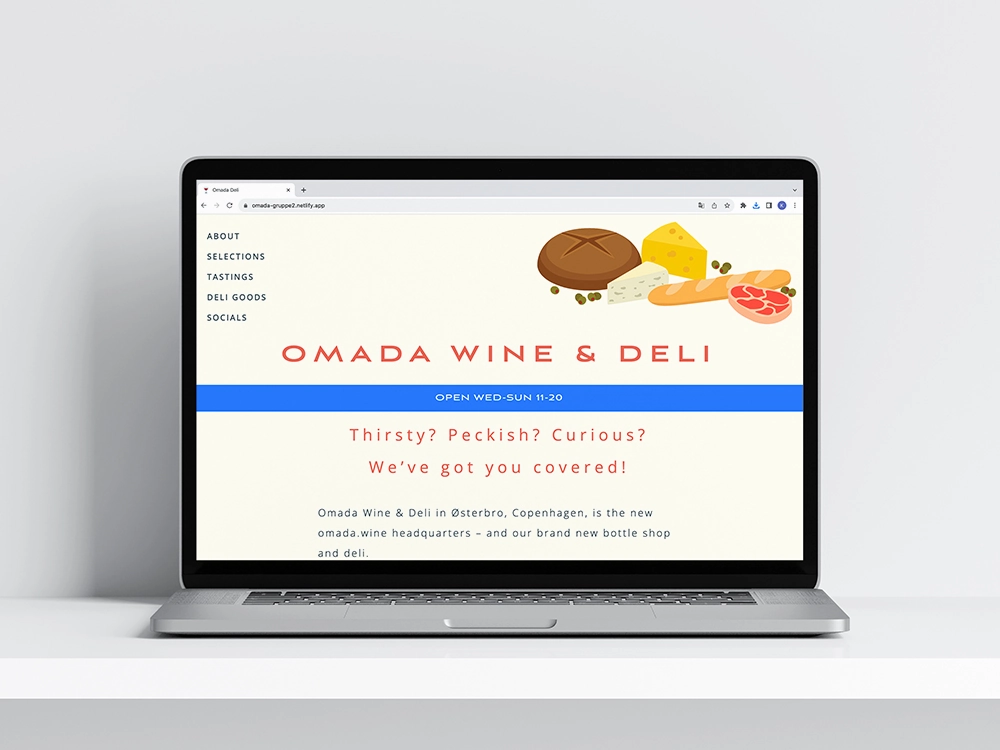 Omada Deli
omada-gruppe2.netlify.app
K
ABOUT
SELECTIONS
TASTINGS
DELI GOODS
SOCIALS
OMADA WINE & DELI
OPEN WED-SUN 11-20
Thirsty? Peckish? Curious?
We’ve got you covered!
Omada Wine & Deli in Østerbro, Copenhagen, is the new
omada.wine headquarters – and our brand new bottle shop
and deli.